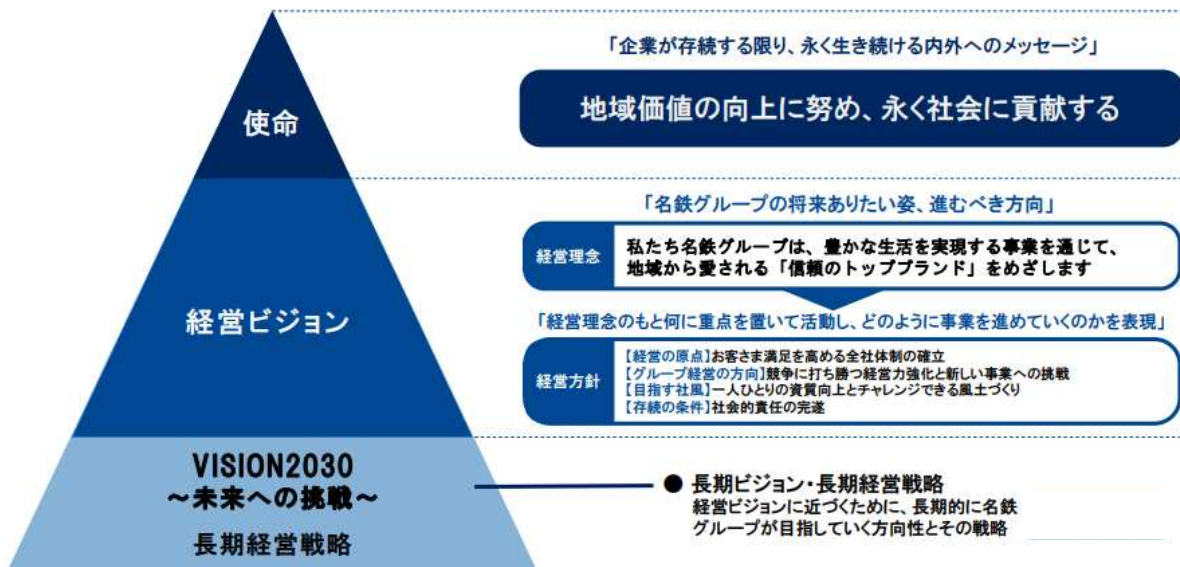 使命
「企業が存続する限り、永く生き続ける内外へのメッセージ」
地域価値の向上に努め、永く社会に貢献する
経営ビジョン
「名鉄グループの将来ありたい姿、進むべき方向」
経営理念
私たち名鉄グループは、豊かな生活を実現する事業を通じて、
地域から愛される「信頼のトップブランド」をめざします
「経営理念のもと何に重点を置いて活動し、どのように事業を進めていくのかを表現」
経営方針
【経営の原点】お客さま満足を高める全社体制の確立
【グループ経営の方向】競争に打ち勝つ経営力強化と新しい事業への挑戦
【目指す社風】一人ひとりの資質向上とチャレンジできる風土づくり
【存続の条件】社会的責任の完遂
VISION2030
～未来への挑戦～
長期経営戦略
● 長期ビジョン・長期経営戦略
経営ビジョンに近づくために、長期的に名鉄
グループが目指していく方向性とその戦略